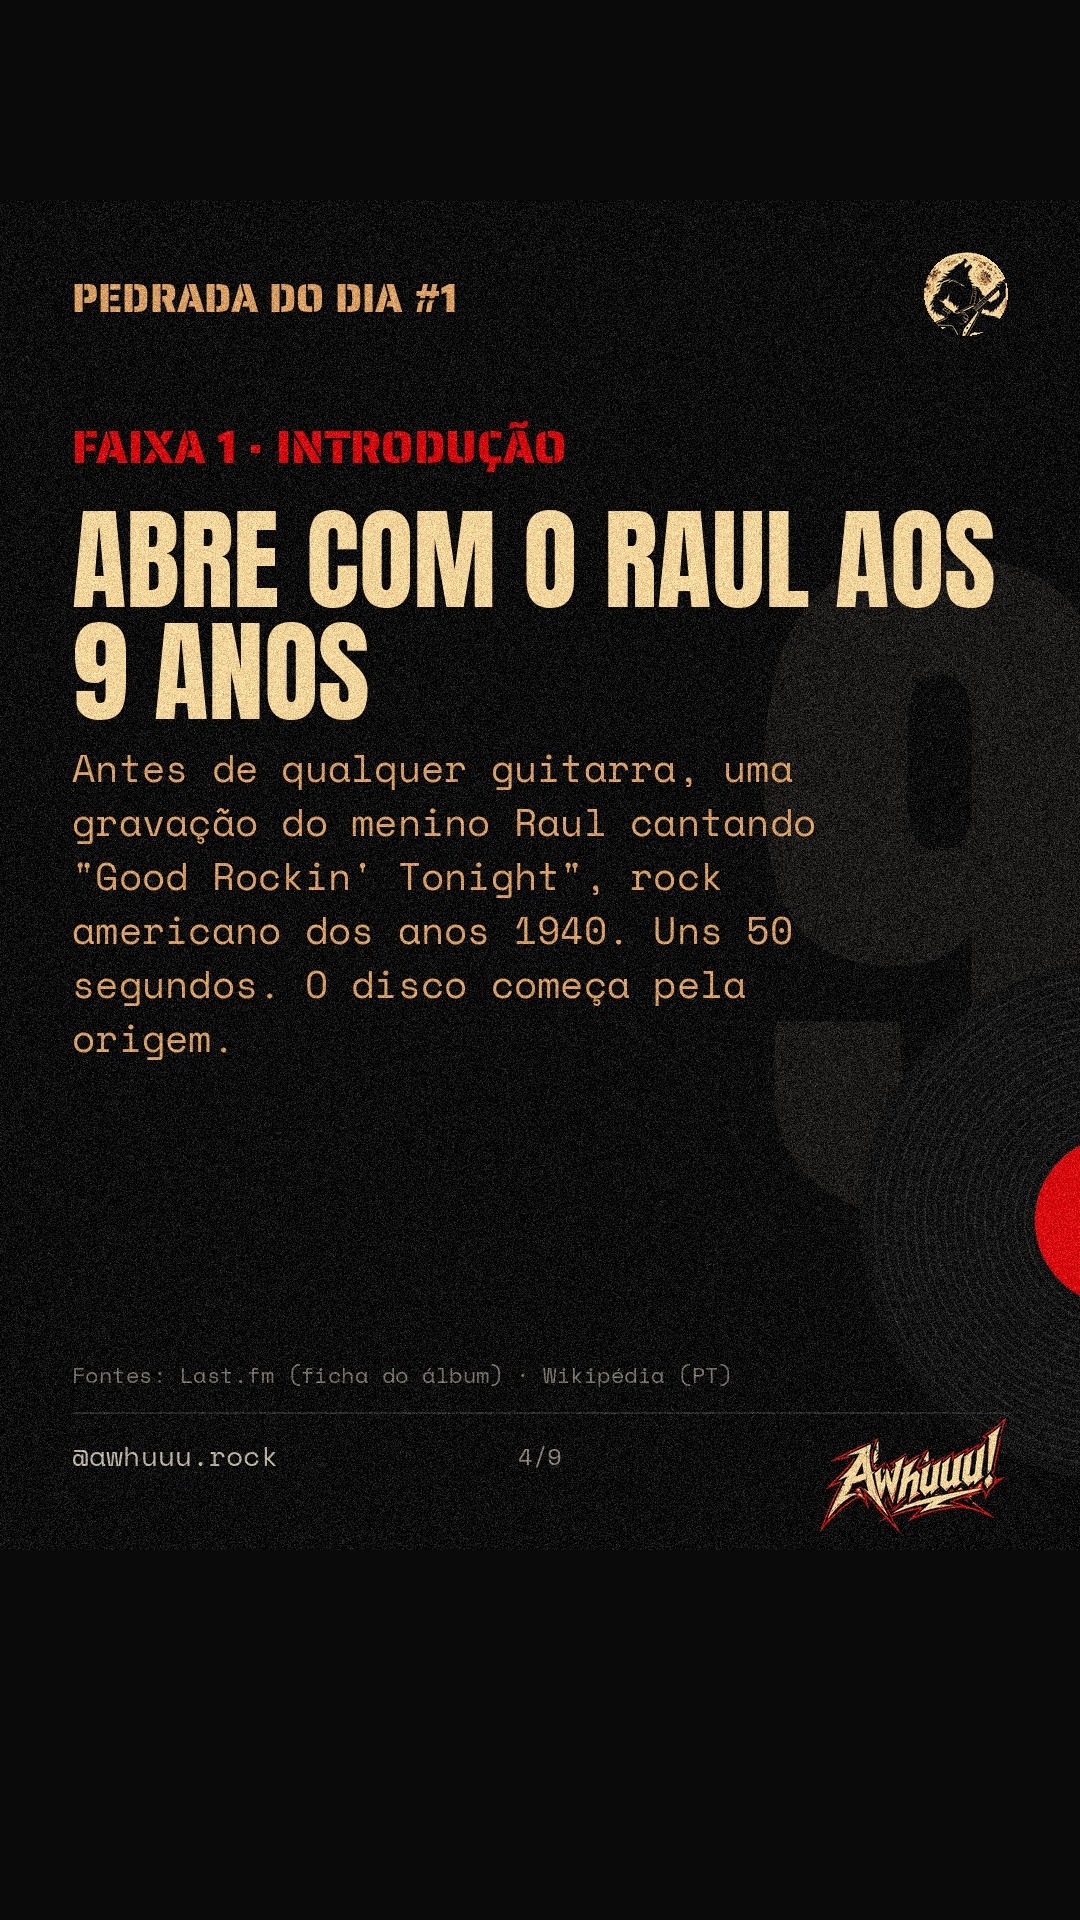 PEDRADA DO DIA #1
FAIXA 1 · INTRODUÇÃO
ABRE COM O RAUL AOS
9 ANOS
Antes de qualquer guitarra, uma
gravação do menino Raul cantando
"Good Rockin' Tonight", rock
americano dos anos 1940. Uns 50
segundos. O disco começa pela
origem.
9
Fontes: Last.fm (ficha do álbum) · Wikipédia (PT)
@awhuuu.rock
4/9
Awhuuu!